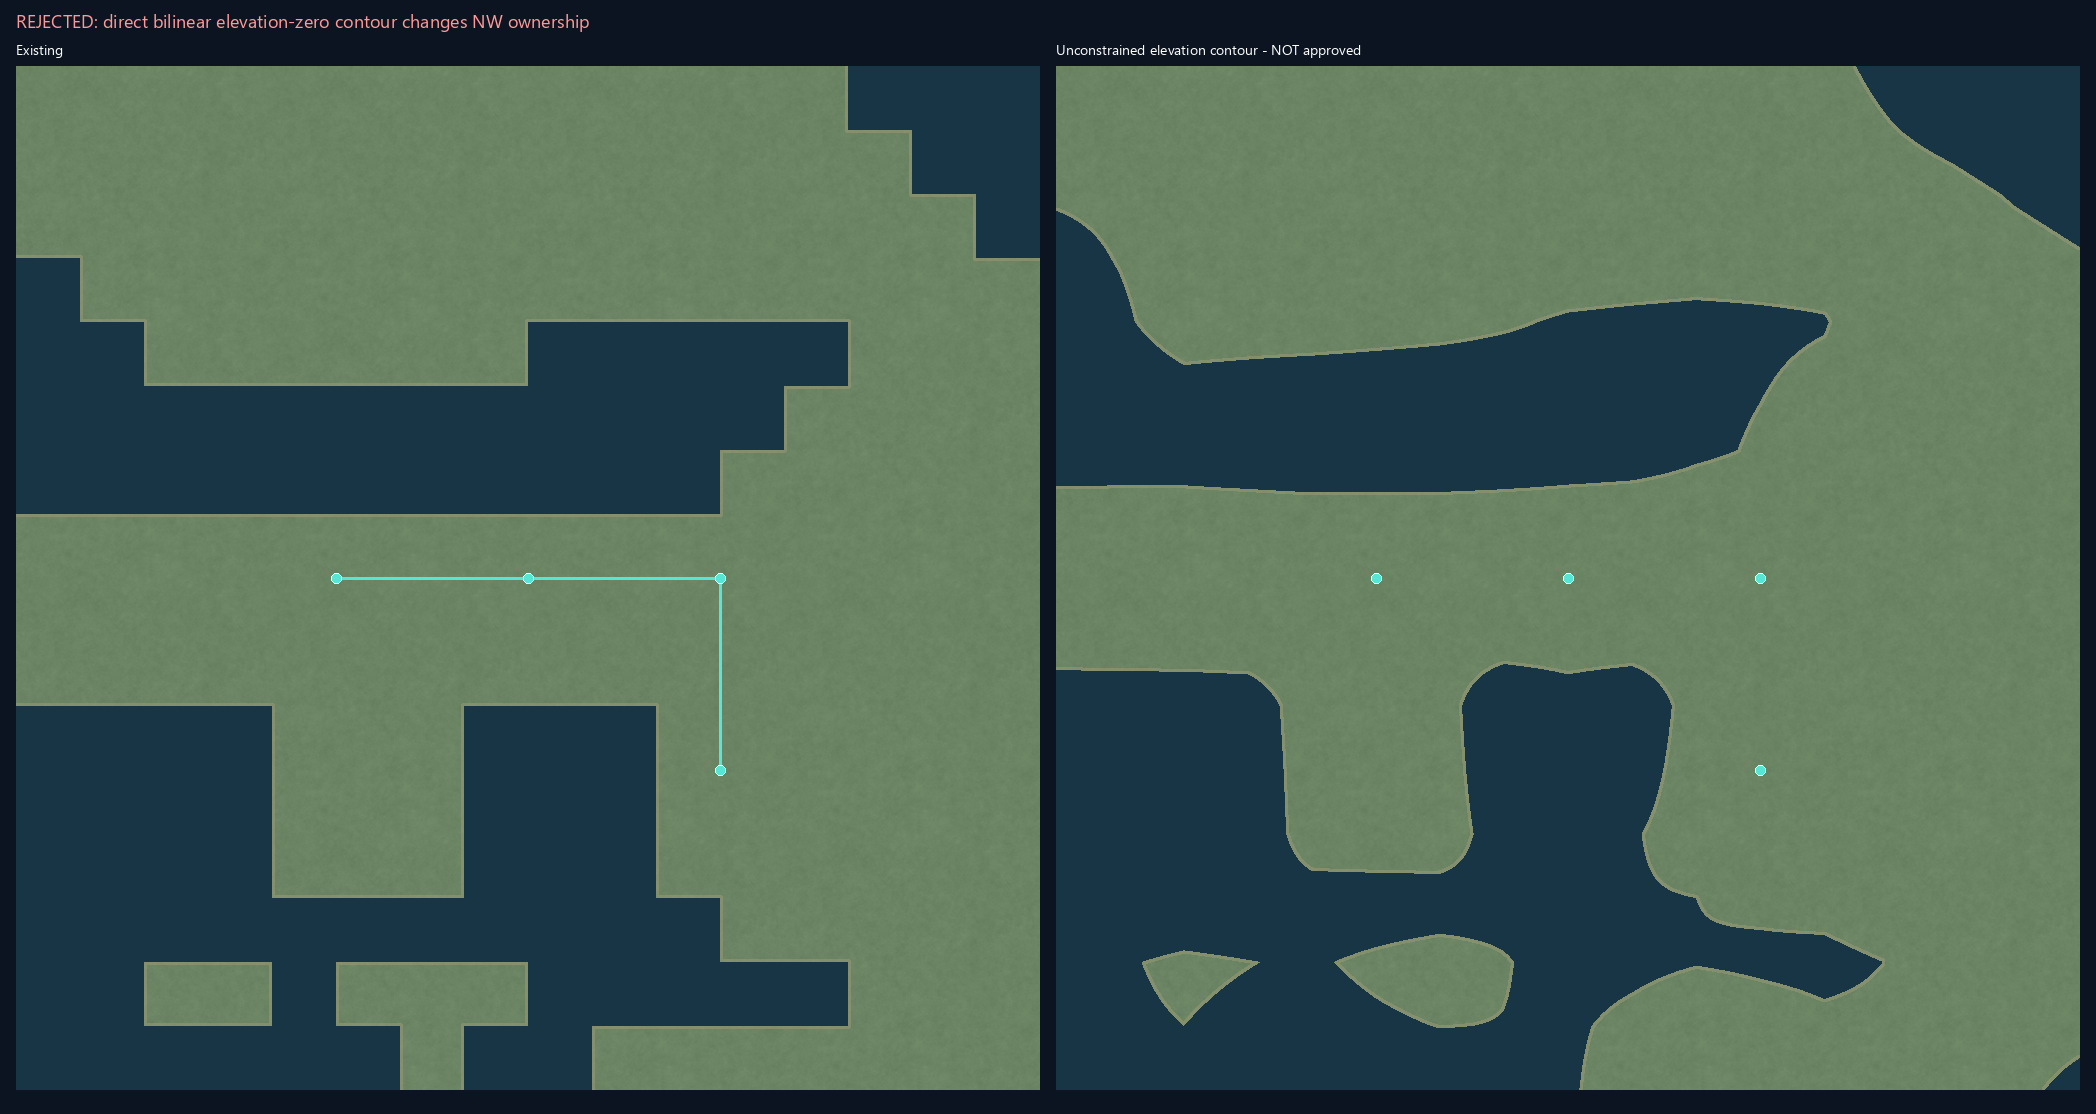 REJECTED: direct bilinear elevation-zero contour changes NW ownership
Existing
Unconstrained elevation contour - NOT approved